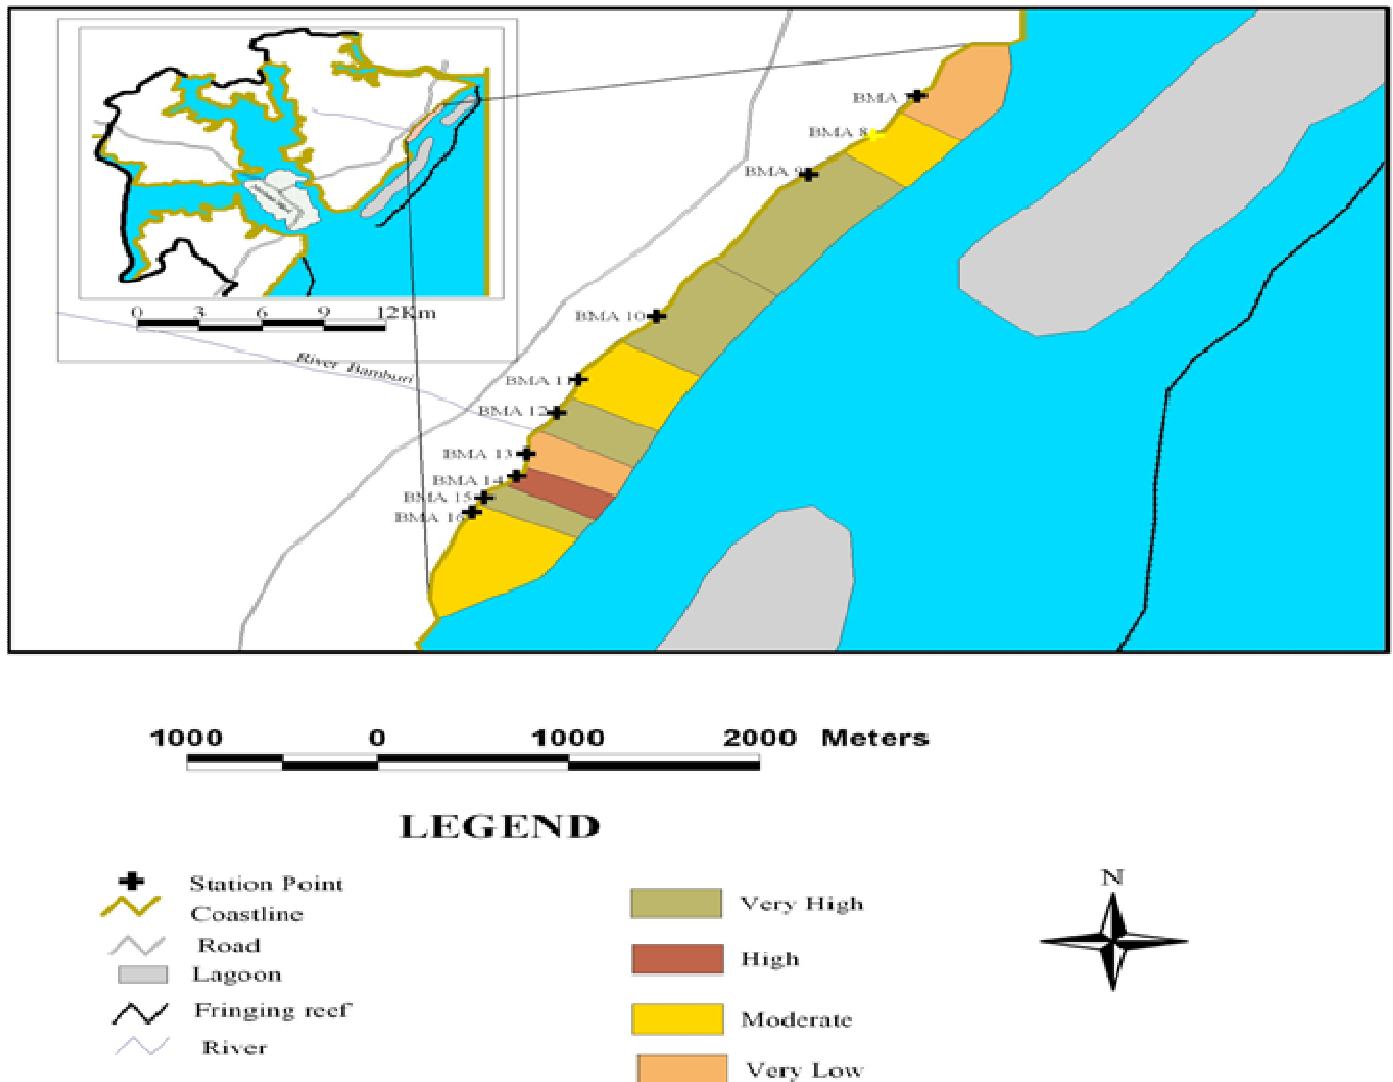 BMA
BMA 8
BMA 9
0 3 6 9 12Km
BMA 10
River Bamburi
BMA 11
BMA 12
BMA 13
BMA 14
BMA 15
BMA 16
1000 0 1000 2000 Meters
LEGEND
Station Point
Coastline
Road
Lagoon
Fringing reef
River
Very High
High
Moderate
Very Low
N